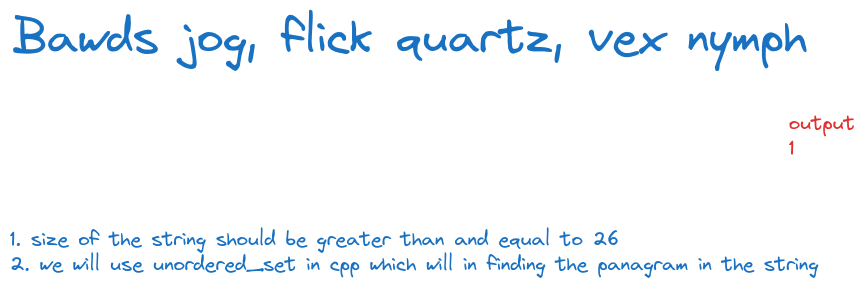 Bawds jog, flick quartz, vex nymph
output
1
1. size of the string should be greater than and equal to 26
2. we will use unordered_set in cpp which will in finding the panagram in the string